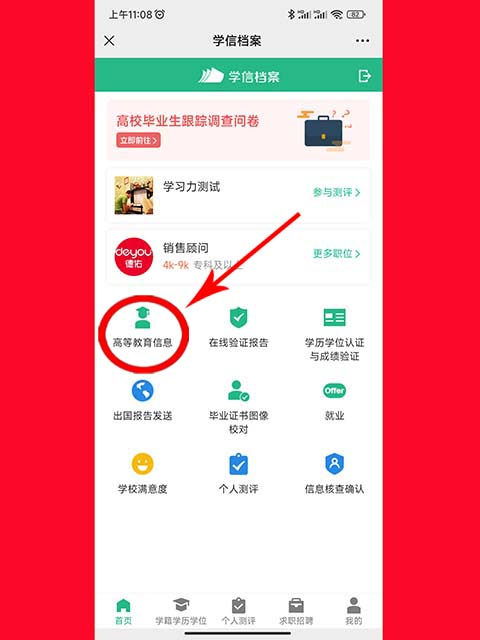 上午11:08
82
学信档案
学信档案
高校毕业生跟踪调查问卷
立即前往
学习力测试
参与测评
deyou
德佑
销售顾问
4k-9k 专科及以上
更多职位
高等教育信息
在线验证报告
学历学位认证
与成绩验证
出国报告发送
毕业证书图像
校对
Offer
就业
学校满意度
个人测评
信息核查确认
首页
学籍学历学位
个人测评
求职招聘
我的